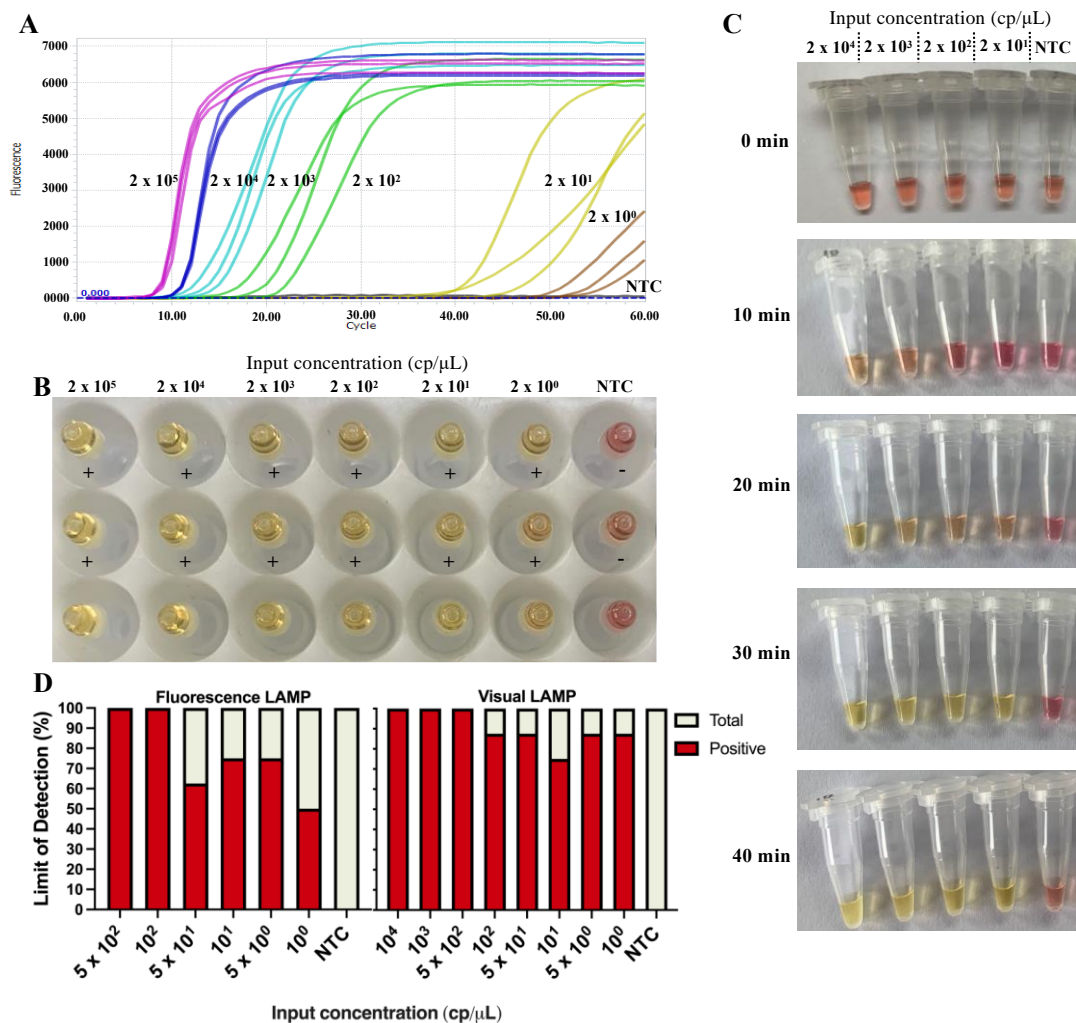 A
7000
6000
5000
4000
3000
2000
1000
0000
Fluorescence
0.000
2 x 10⁵
2 x 10⁴
2 x 10³
2 x 10²
2 x 10¹
2 x 10⁰
NTC
0.00
10.00
20.00
30.00
40.00
50.00
60.00
Cycle
B
Input concentration (cp/µL)
2 x 10⁵
2 x 10⁴
2 x 10³
2 x 10²
2 x 10¹
2 x 10⁰
NTC
+ + + + + + -
+ + + + + + -
C
Input concentration (cp/µL)
2 x 10⁴
2 x 10³
2 x 10²
2 x 10¹
NTC
0 min
10 min
20 min
30 min
40 min
D
Fluorescence LAMP
Visual LAMP
Total
Positive
Limit of Detection (%)
100
90
80
70
60
50
40
30
20
10
0
5 x 10²
10²
5 x 10¹
10¹
5 x 10⁰
10⁰
NTC
10⁴
10³
5 x 10²
10²
5 x 10¹
10¹
5 x 10⁰
10⁰
NTC
Input concentration (cp/µL)